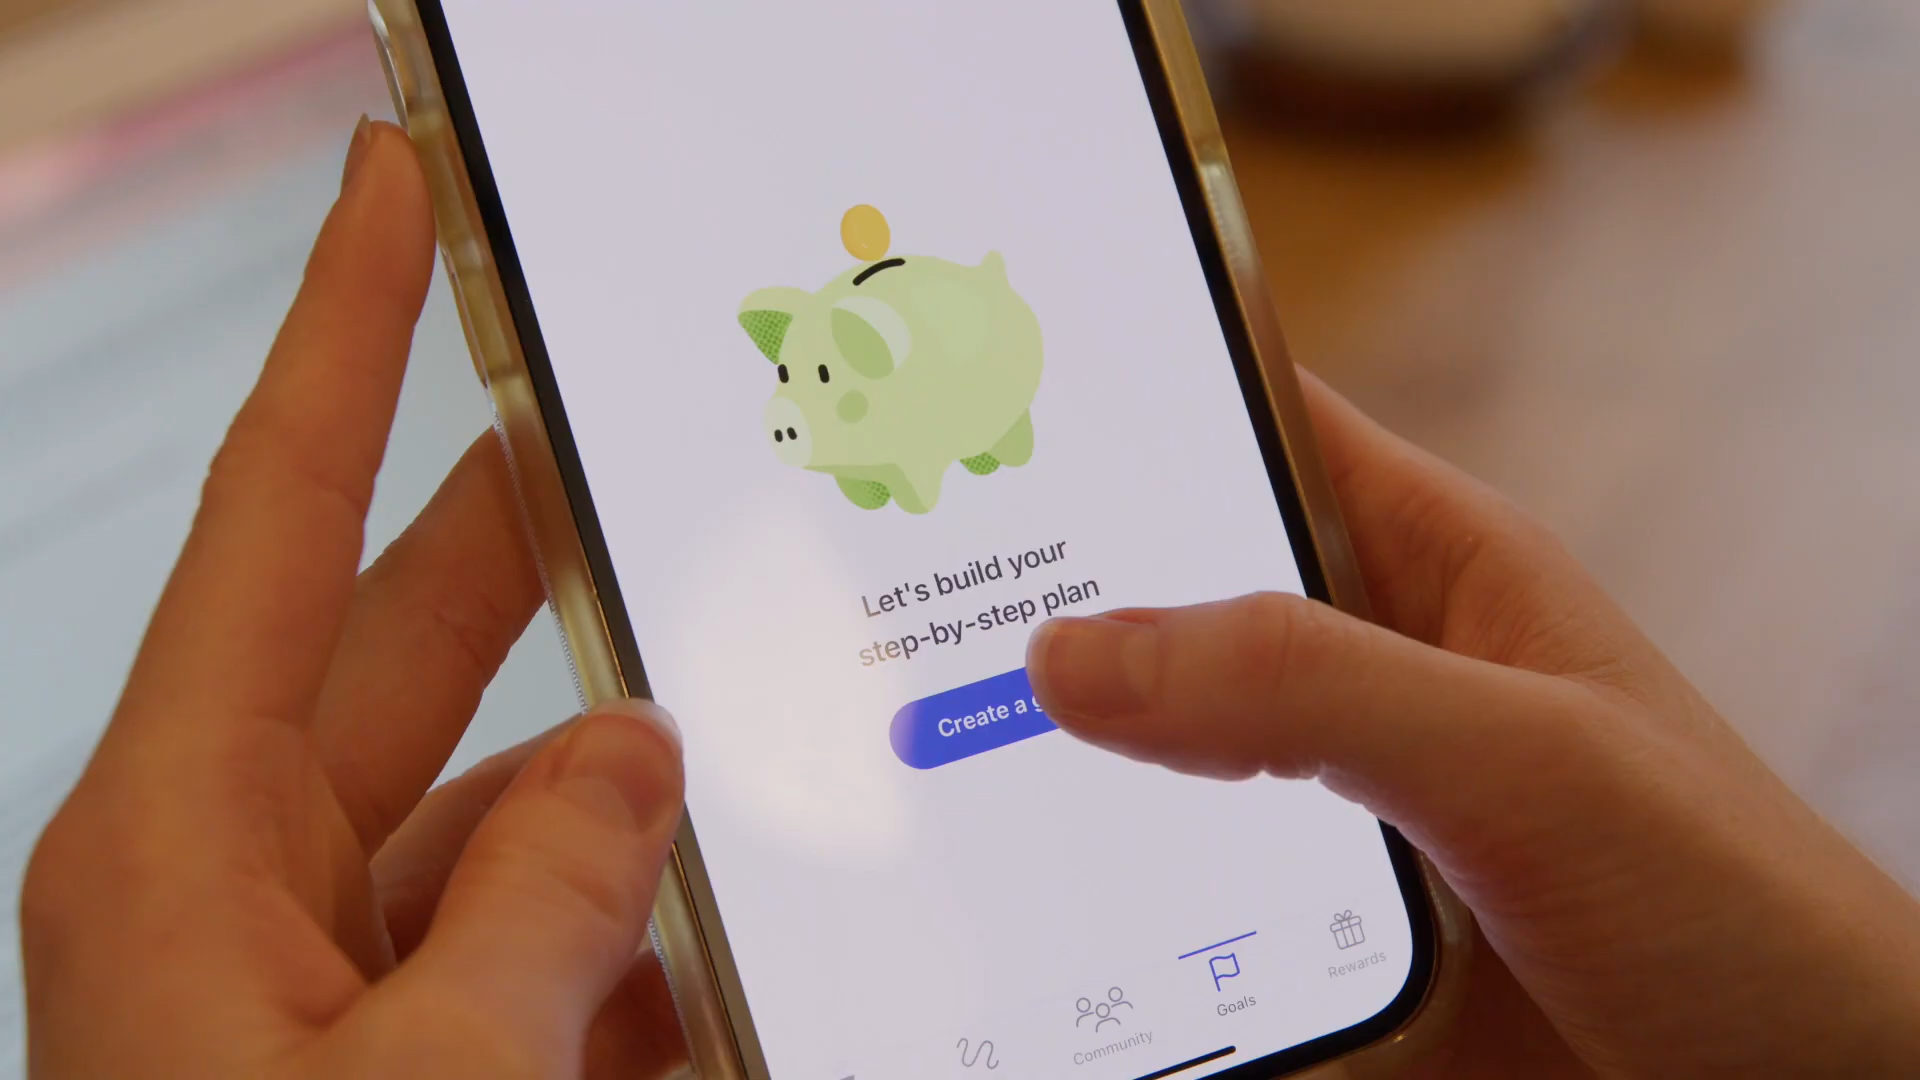 Let's build your
step-by-step plan
Create a
Rewards
Goals
Community